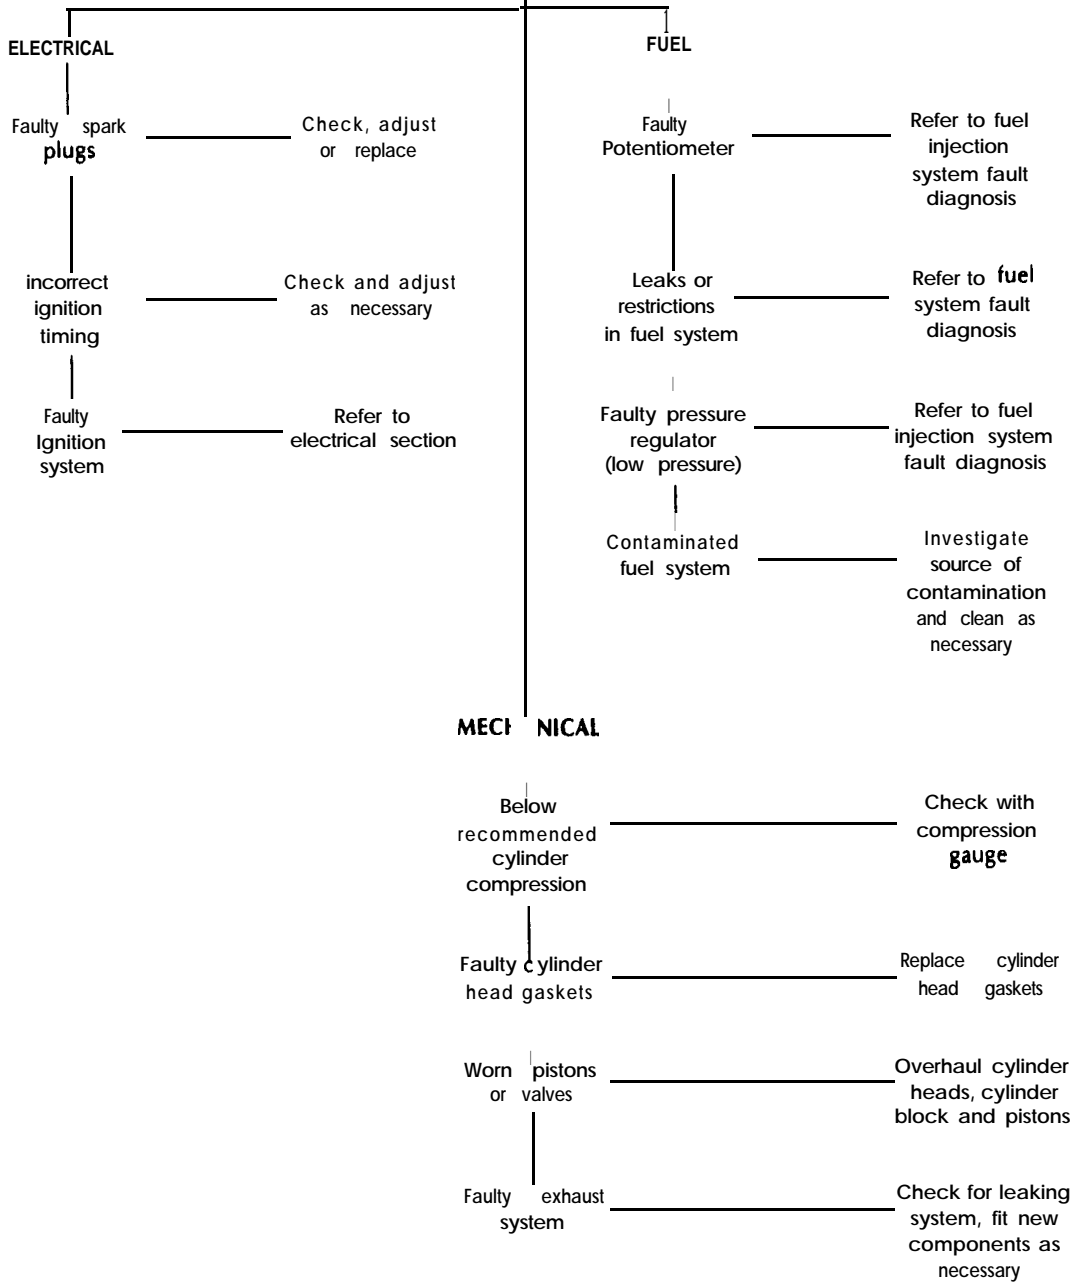 ELECTRICAL
Faulty spark
plugs
Check, adjust
or replace
incorrect
ignition
timing
Check and adjust
as necessary
Faulty
Ignition
system
Refer to
electrical section
FUEL
Faulty
Potentiometer
Refer to fuel
injection
system fault
diagnosis
Leaks or
restrictions
in fuel system
Refer to fuel
system fault
diagnosis
Faulty pressure
regulator
(low pressure)
Refer to fuel
injection system
fault diagnosis
Contaminated
fuel system
Investigate
source of
contamination
and clean as
necessary
MECH NICAL
Below
recommended
cylinder
compression
Check with
compression
gauge
Faulty cylinder
head gaskets
Replace cylinder
head gaskets
Worn pistons
or valves
Overhaul cylinder
heads, cylinder
block and pistons
Faulty exhaust
system
Check for leaking
system, fit new
components as
necessary